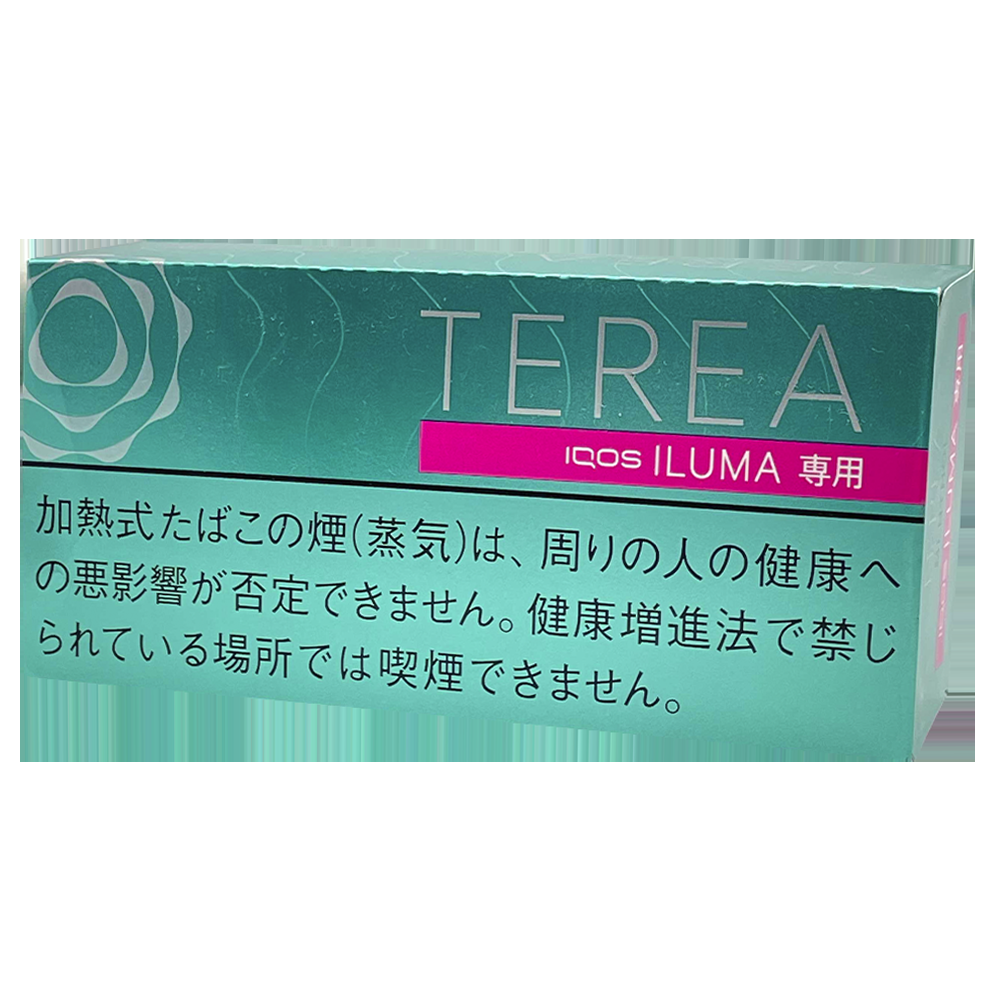 TEREA
IQOS ILUMA 専用
加熱式たばこの煙(蒸気)は、周りの人の健康へ
の悪影響が否定できません。健康増進法で禁じ
られている場所では喫煙できません。